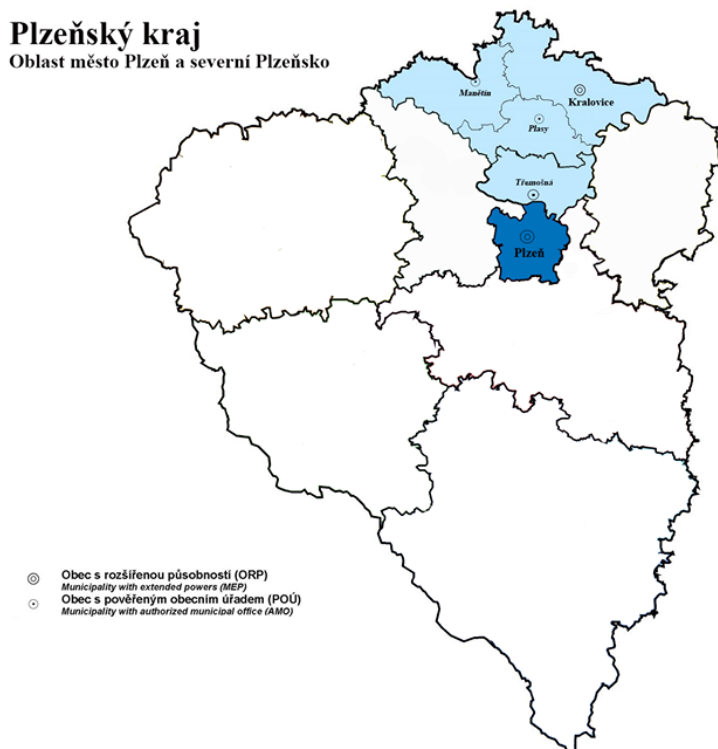 Plzeňský kraj
Oblast město Plzeň a severní Plzeňsko
Manětín
Kralovice
Plasy
Třemošná
Plzeň
Obec s rozšířenou působností (ORP)
Municipality with extended powers (MEP)
Obec s pověřeným obecním úřadem (POÚ)
Municipality with authorized municipal office (AMO)